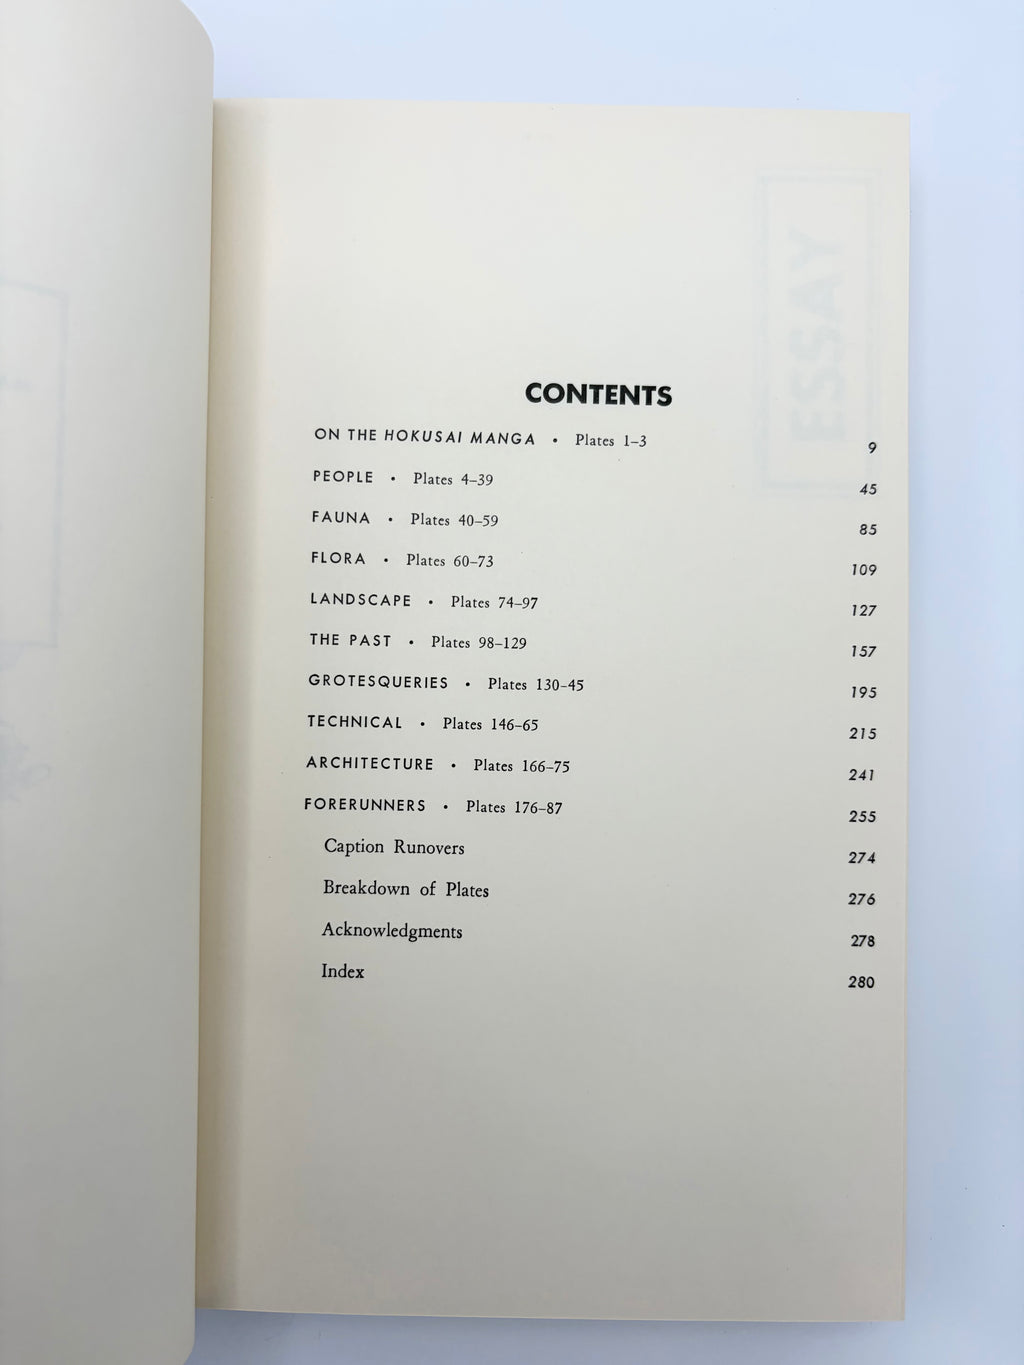 CONTENTS
ON THE HOKUSAI MANGA • Plates 1–3 9
PEOPLE • Plates 4–39 45
FAUNA • Plates 40–59 85
FLORA • Plates 60–73 109
LANDSCAPE • Plates 74–97 127
THE PAST • Plates 98–129 157
GROTESQUERIES • Plates 130–45 195
TECHNICAL • Plates 146–65 215
ARCHITECTURE • Plates 166–75 241
FORERUNNERS • Plates 176–87 255
Caption Runovers 274
Breakdown of Plates 276
Acknowledgments 278
Index 280
ESSAY